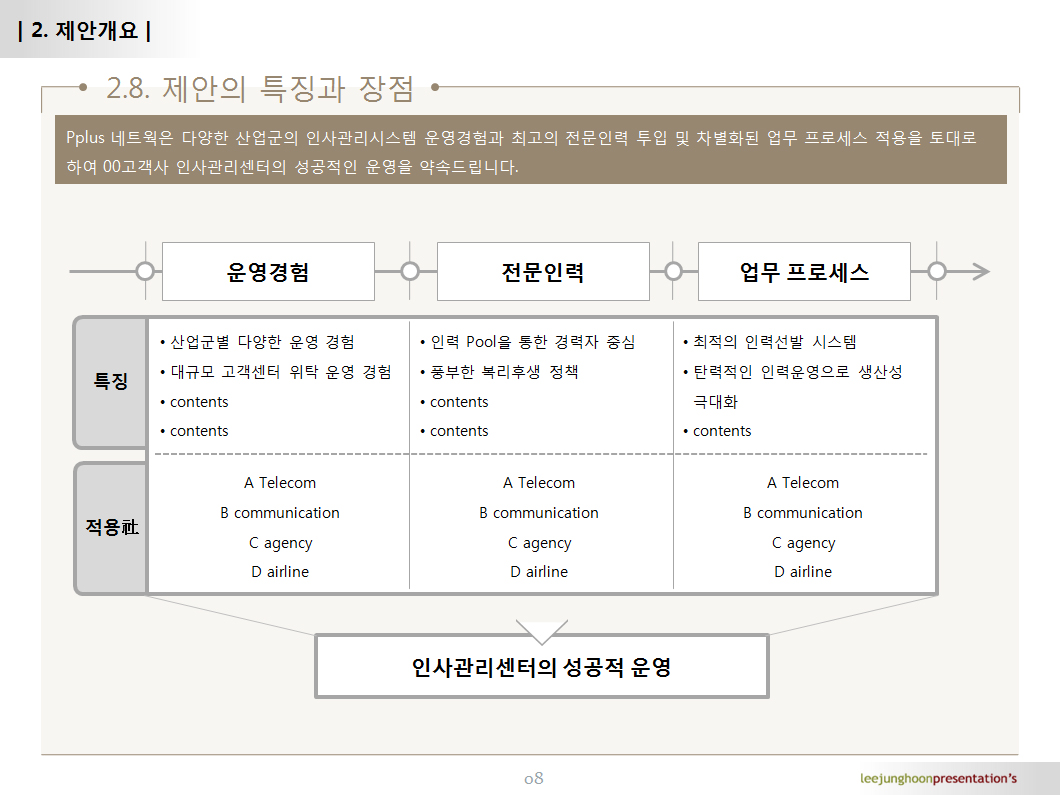 | 2. 제안개요 |
2.8. 제안의 특징과 장점
Pplus 네트웍은 다양한 산업군의 인사관리시스템 운영경험과 최고의 전문인력 투입 및 차별화된 업무 프로세스 적용을 토대로
하여 00고객사 인사관리센터의 성공적인 운영을 약속드립니다.
운영경험
전문인력
업무 프로세스
특징
• 산업군별 다양한 운영 경험
• 대규모 고객센터 위탁 운영 경험
• contents
• contents
• 인력 Pool을 통한 경력자 중심
• 풍부한 복리후생 정책
• contents
• contents
• 최적의 인력선발 시스템
• 탄력적인 인력운영으로 생산성
극대화
• contents
적용社
A Telecom
B communication
C agency
D airline
A Telecom
B communication
C agency
D airline
A Telecom
B communication
C agency
D airline
인사관리센터의 성공적 운영
08
leejunghoonpresentation's